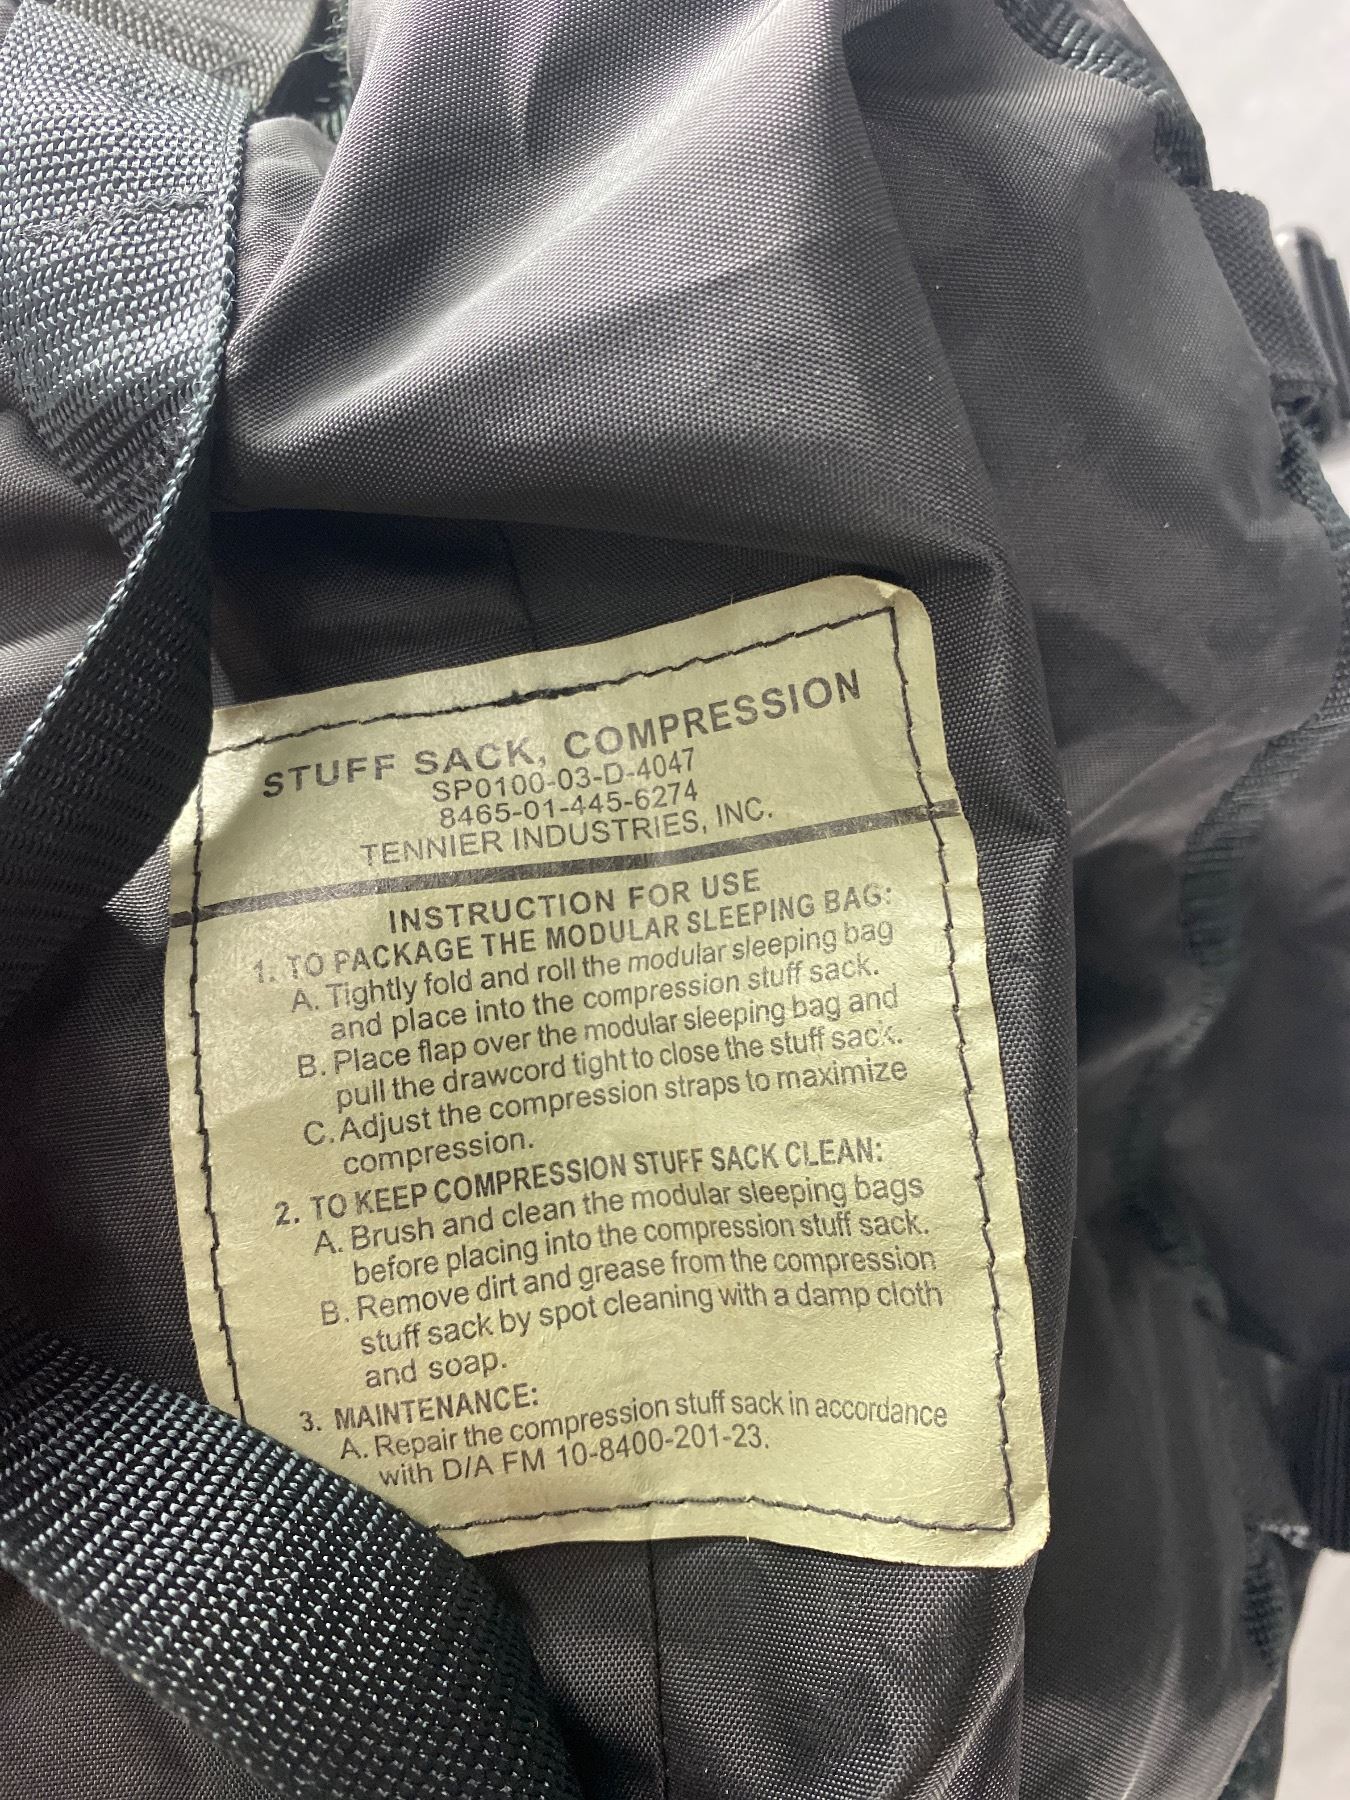 STUFF SACK, COMPRESSION
SP0100-03-D-4047
8465-01-445-6274
TENNIER INDUSTRIES, INC.
INSTRUCTION FOR USE
1. TO PACKAGE THE MODULAR SLEEPING BAG:
A. Tightly fold and roll the modular sleeping bag
and place into the compression stuff sack.
B. Place flap over the modular sleeping bag and
pull the drawcord tight to close the stuff sack.
C. Adjust the compression straps to maximize
compression.
2. TO KEEP COMPRESSION STUFF SACK CLEAN:
A. Brush and clean the modular sleeping bags
before placing into the compression stuff sack.
B. Remove dirt and grease from the compression
stuff sack by spot cleaning with a damp cloth
and soap.
3. MAINTENANCE:
A. Repair the compression stuff sack in accordance
with D/A FM 10-8400-201-23.